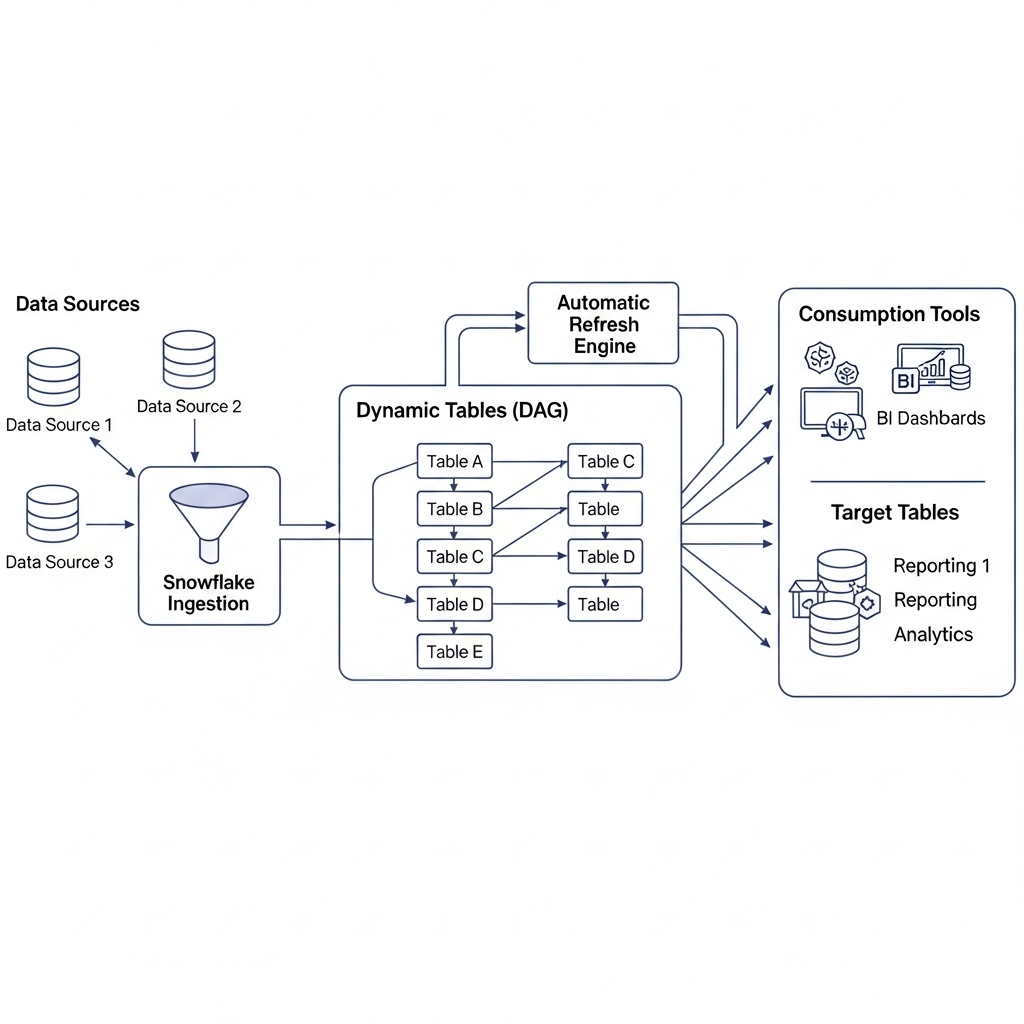 Data Sources
Data Source 1
Data Source 2
Data Source 3
Snowflake
Ingestion
Automatic
Refresh
Engine
Dynamic Tables (DAG)
Table A
Table C
Table B
Table
Table C
Table D
Table D
Table
Table E
Consumption Tools
BI
BI Dashbards
Target Tables
Reporting 1
Reporting
Analytics